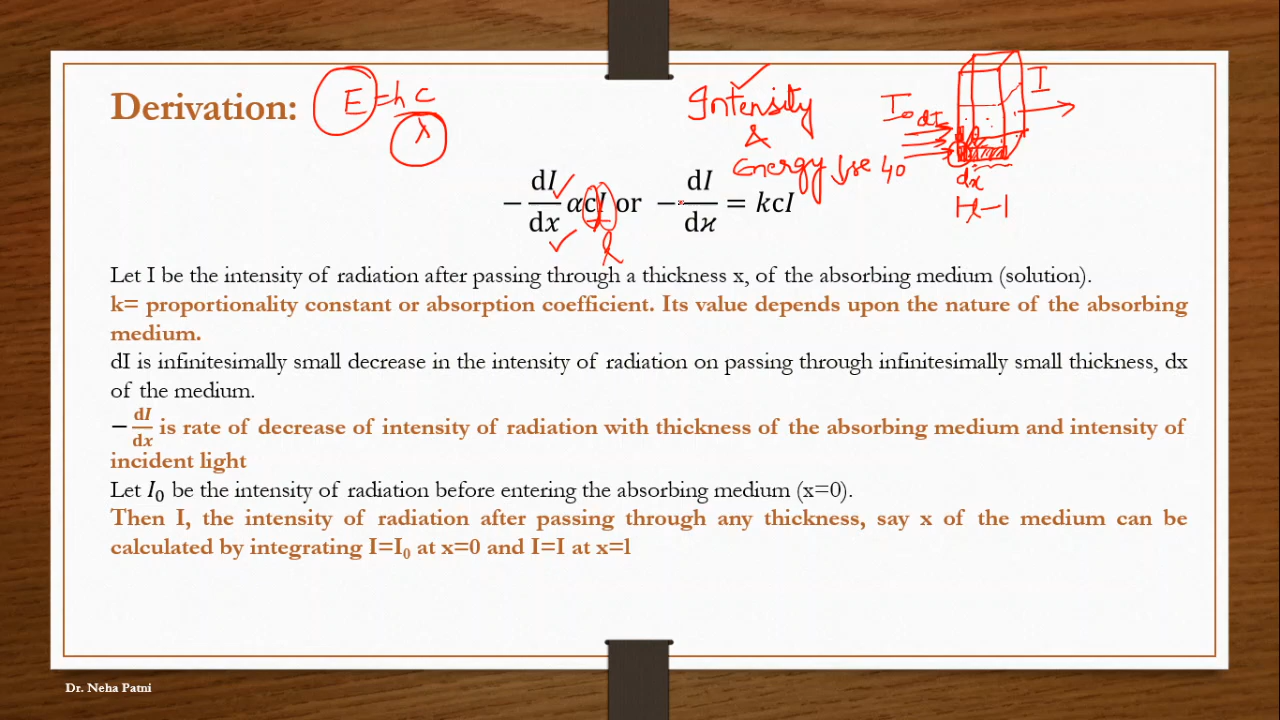 Derivation: E = hc/λ
Intensity
&
Energy
I₀ dI I
dx
l
−dI/dx α cI or −dI/dϰ = kcI
l
Let I be the intensity of radiation after passing through a thickness x, of the absorbing medium (solution).
k= proportionality constant or absorption coefficient. Its value depends upon the nature of the absorbing
medium.
dI is infinitesimally small decrease in the intensity of radiation on passing through infinitesimally small thickness, dx
of the medium.
−dI/dx is rate of decrease of intensity of radiation with thickness of the absorbing medium and intensity of
incident light
Let I₀ be the intensity of radiation before entering the absorbing medium (x=0).
Then I, the intensity of radiation after passing through any thickness, say x of the medium can be
calculated by integrating I=I₀ at x=0 and I=I at x=l
Dr. Neha Patni